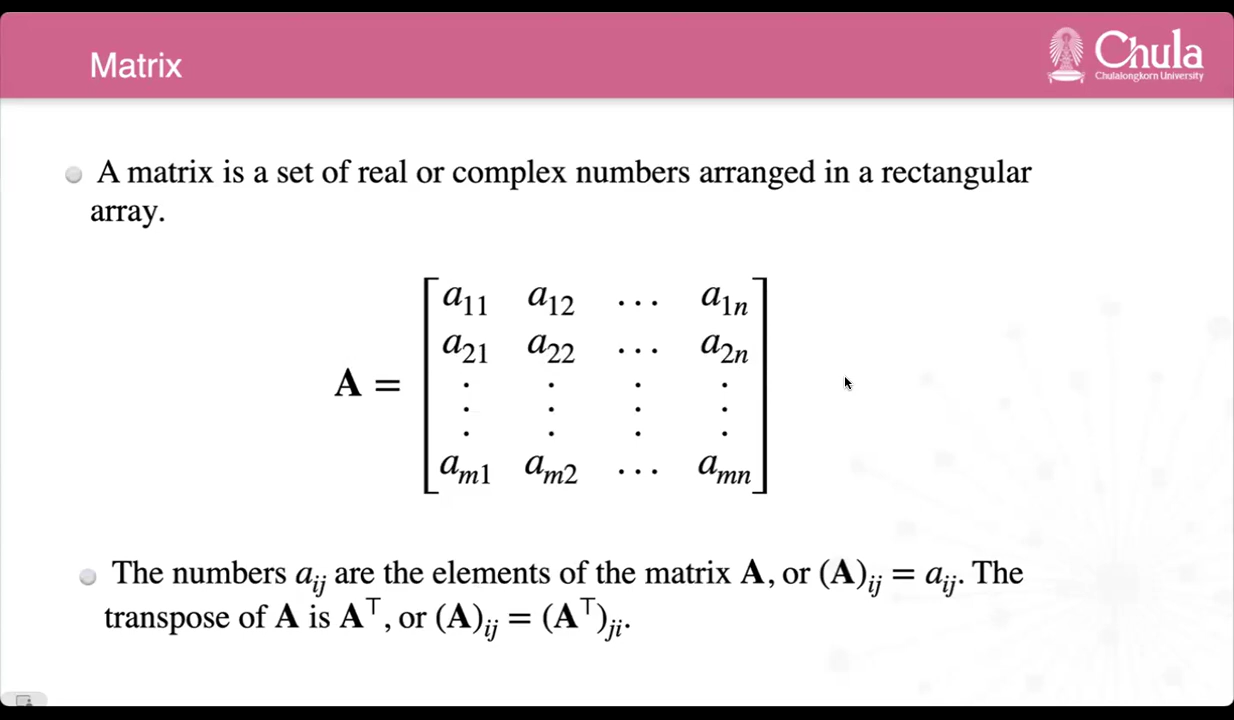 Matrix
Chula
Chulalongkorn University
A matrix is a set of real or complex numbers arranged in a rectangular
array.
a₁₁ a₁₂ ... a₁ₙ
a₂₁ a₂₂ ... a₂ₙ
A =
. . . .
. . . .
. . . .
aₘ₁ aₘ₂ ... aₘₙ
The numbers aᵢⱼ are the elements of the matrix A, or (A)ᵢⱼ = aᵢⱼ. The
transpose of A is A⊤, or (A)ᵢⱼ = (A⊤)ⱼᵢ.